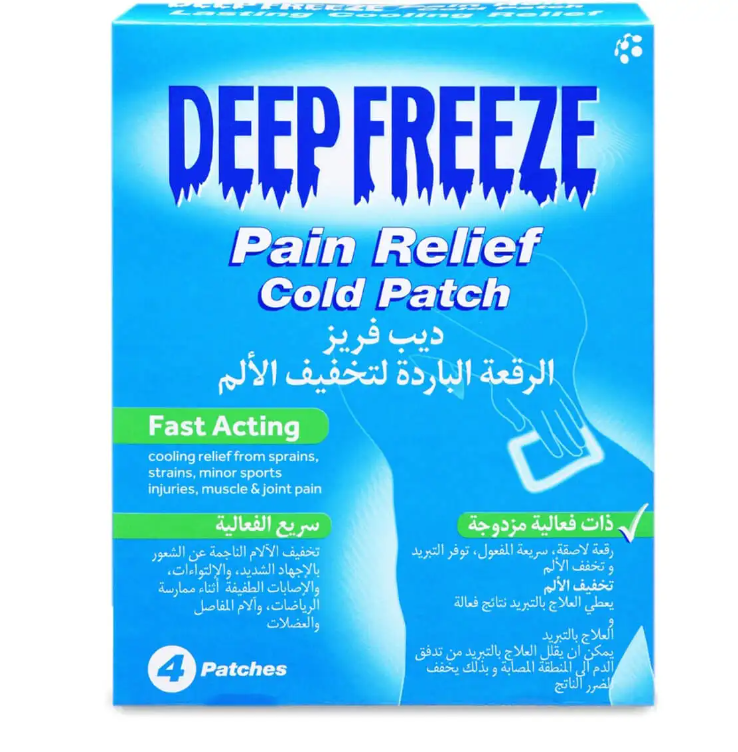 DEEP FREEZE
Lasting Cooling Relief
DEEP FREEZE
Pain Relief
Cold Patch
ديب فريز
الرقعة الباردة لتخفيف الألم
Fast Acting
cooling relief from sprains,
strains, minor sports
injuries, muscle & joint pain
سريع الفعالية
تخفيف الآلام الناجمة عن الشعور
بالإجهاد الشديد، والإلتواءات،
والإصابات الطفيفة أثناء ممارسة
الرياضات، وآلام المفاصل
والعضلات
ذات فعالية مزدوجة
رقعة لاصقة، سريعة المفعول، توفر التبريد
و تخفف الألم
تخفيف الألم
يعطي العلاج بالتبريد نتائج فعالة
و
العلاج بالتبريد
يمكن ان يقلل العلاج بالتبريد من تدفق
الدم الى المنطقة المصابة و بذلك يخفف
الضرر الناتج
4 Patches